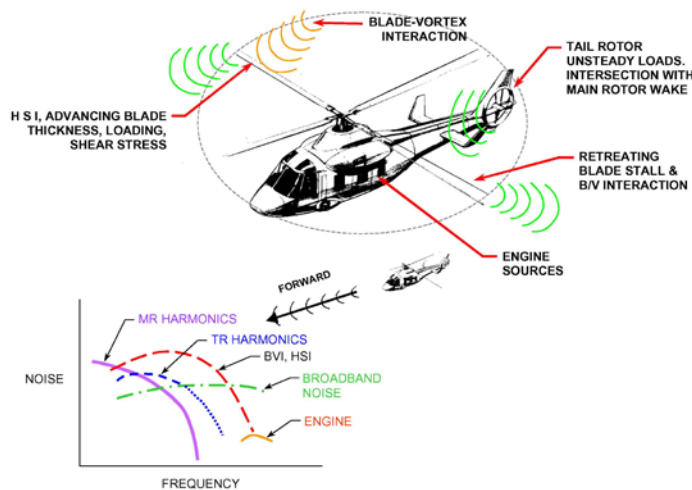 BLADE-VORTEX
INTERACTION
TAIL ROTOR
UNSTEADY LOADS.
INTERSECTION WITH
MAIN ROTOR WAKE
H S I, ADVANCING BLADE
THICKNESS, LOADING,
SHEAR STRESS
RETREATING
BLADE STALL &
B/V INTERACTION
ENGINE
SOURCES
FORWARD
MR HARMONICS
TR HARMONICS
BVI, HSI
BROADBAND
NOISE
NOISE
ENGINE
FREQUENCY